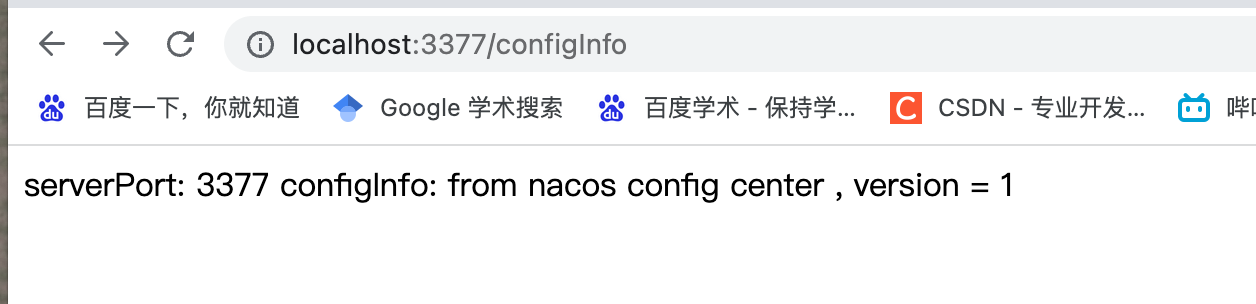 localhost:3377/configInfo
百度一下，你就知道 Google 学术搜索 百度学术 - 保持学... CSDN - 专业开发... 哔
serverPort: 3377 configInfo: from nacos config center , version = 1